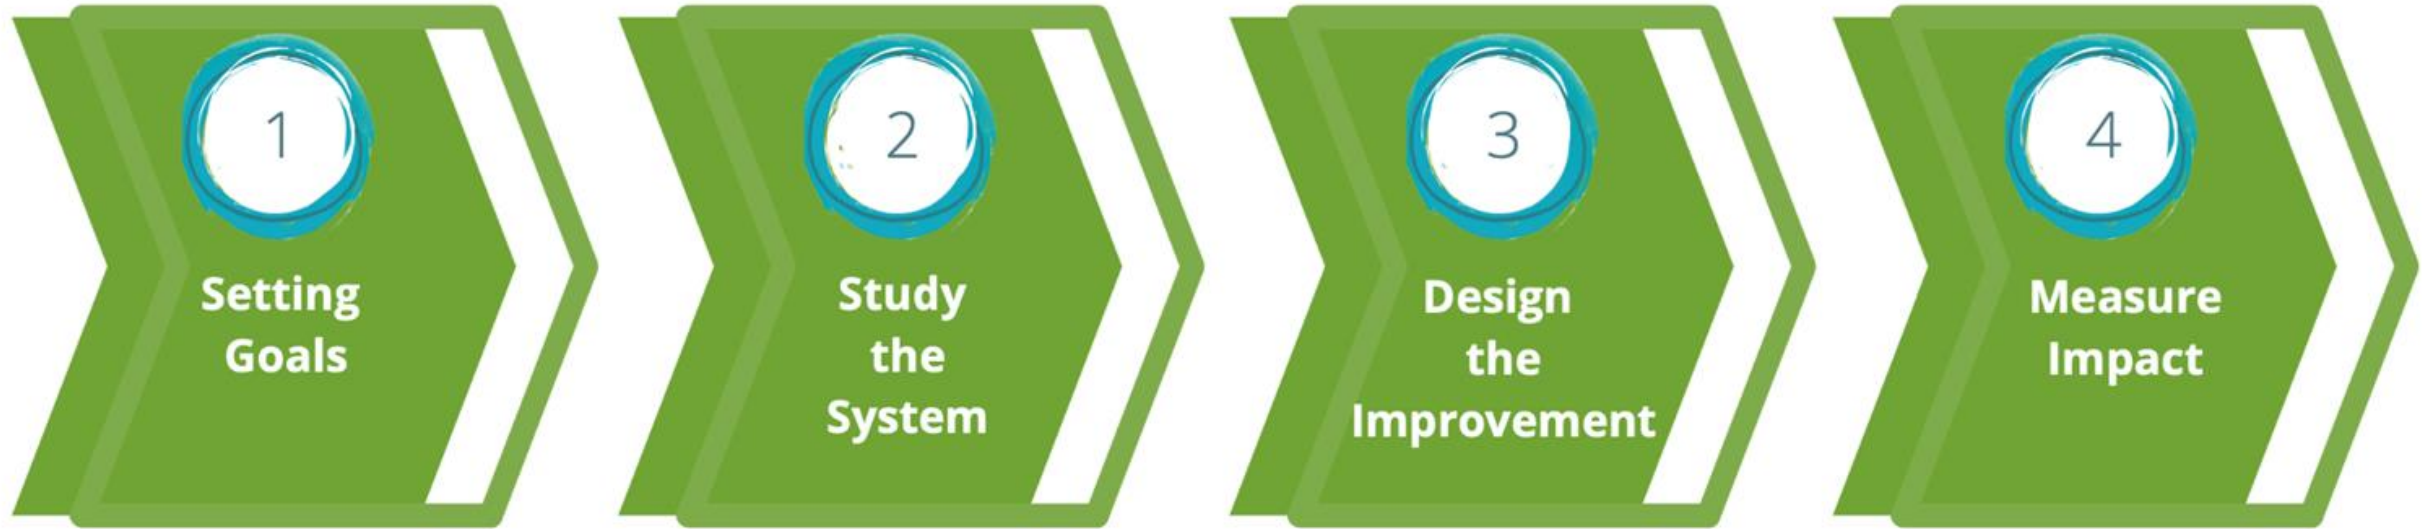 1
Setting
Goals
2
Study
the
System
3
Design
the
Improvement
4
Measure
Impact